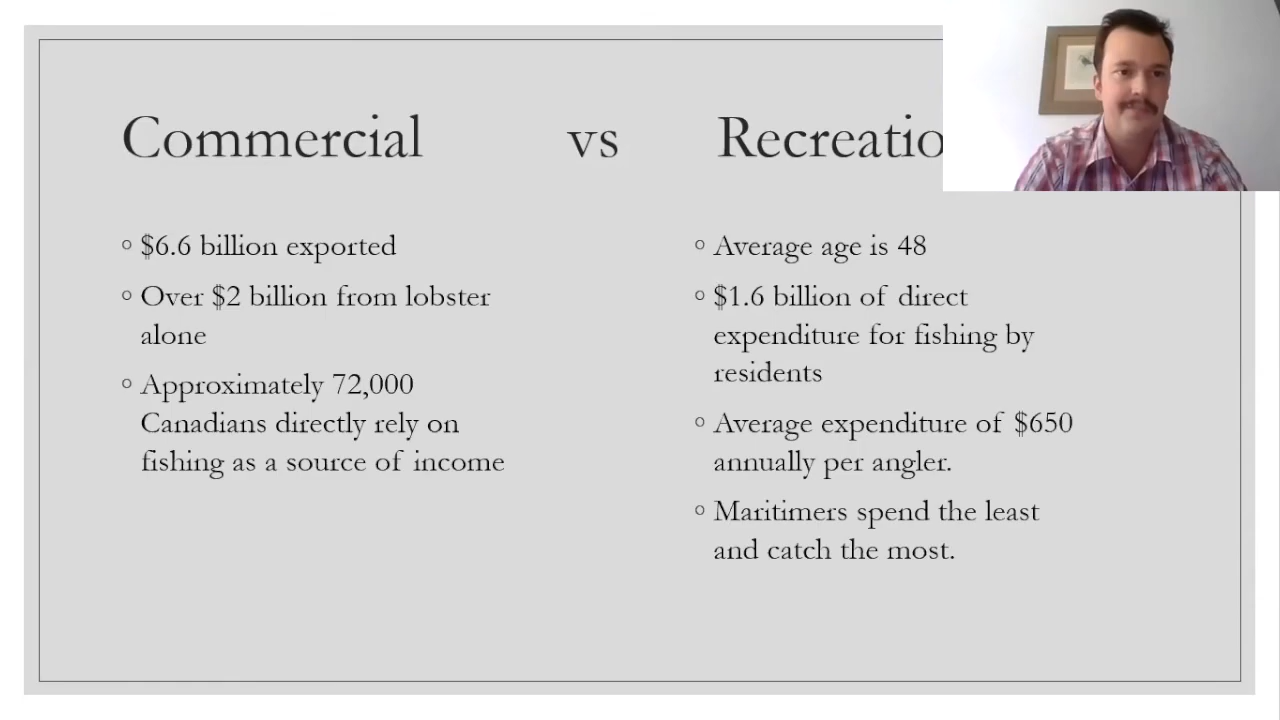 Commercial vs Recreatio
$6.6 billion exported
Over $2 billion from lobster
alone
Approximately 72,000
Canadians directly rely on
fishing as a source of income
Average age is 48
$1.6 billion of direct
expenditure for fishing by
residents
Average expenditure of $650
annually per angler.
Maritimers spend the least
and catch the most.